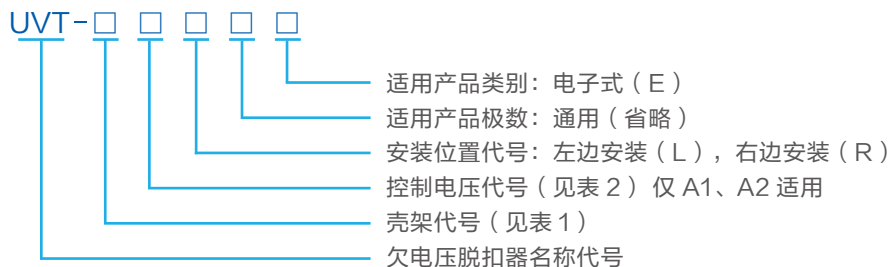 UVT-□ □ □ □ □
适用产品类别：电子式（E）
适用产品极数：通用（省略）
安装位置代号：左边安装（L），右边安装（R）
控制电压代号（见表2）仅 A1、A2 适用
壳架代号（见表1）
欠电压脱扣器名称代号